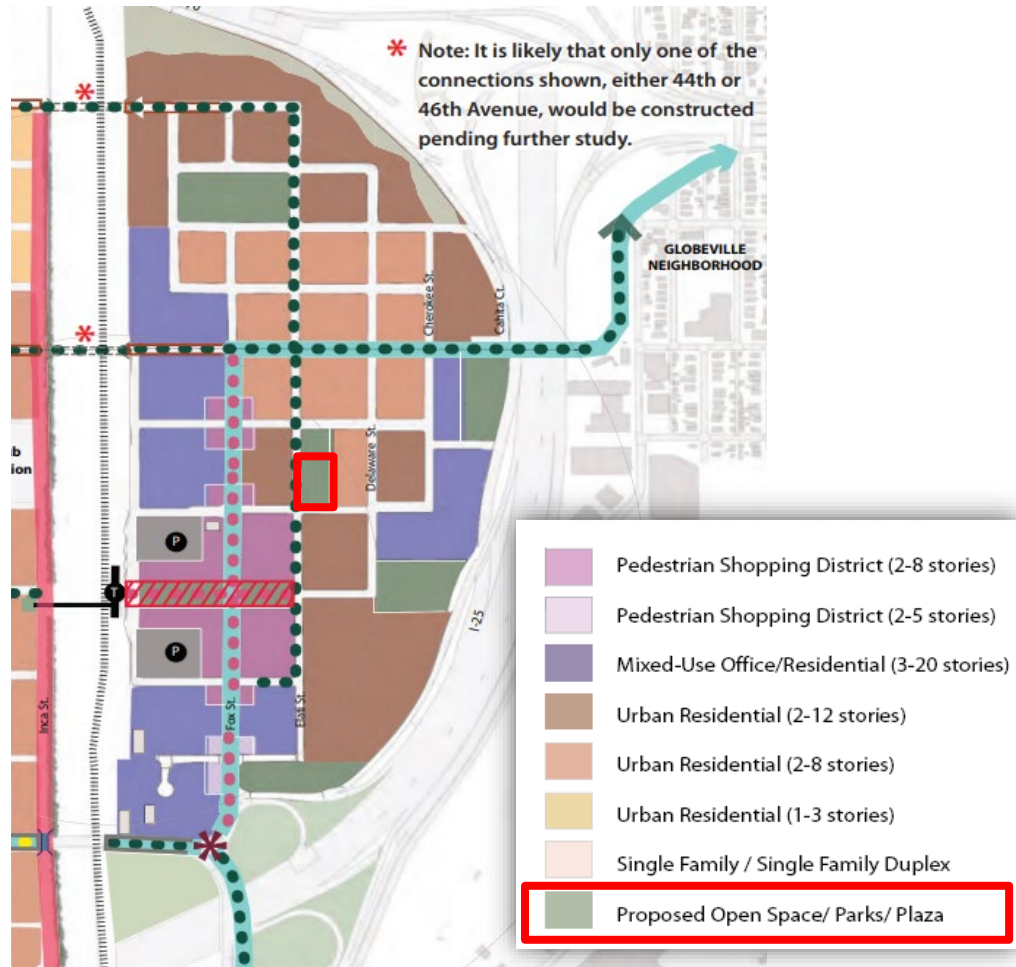 * Note: It is likely that only one of the
connections shown, either 44th or
46th Avenue, would be constructed
pending further study.
*
*
GLOBEVILLE
NEIGHBORHOOD
Cherokee St.
Cahita Ct.
Delaware St.
I-25
Inca St.
Fox St.
Elati St.
P
T
P
*
Pedestrian Shopping District (2-8 stories)
Pedestrian Shopping District (2-5 stories)
Mixed-Use Office/Residential (3-20 stories)
Urban Residential (2-12 stories)
Urban Residential (2-8 stories)
Urban Residential (1-3 stories)
Single Family / Single Family Duplex
Proposed Open Space/ Parks/ Plaza